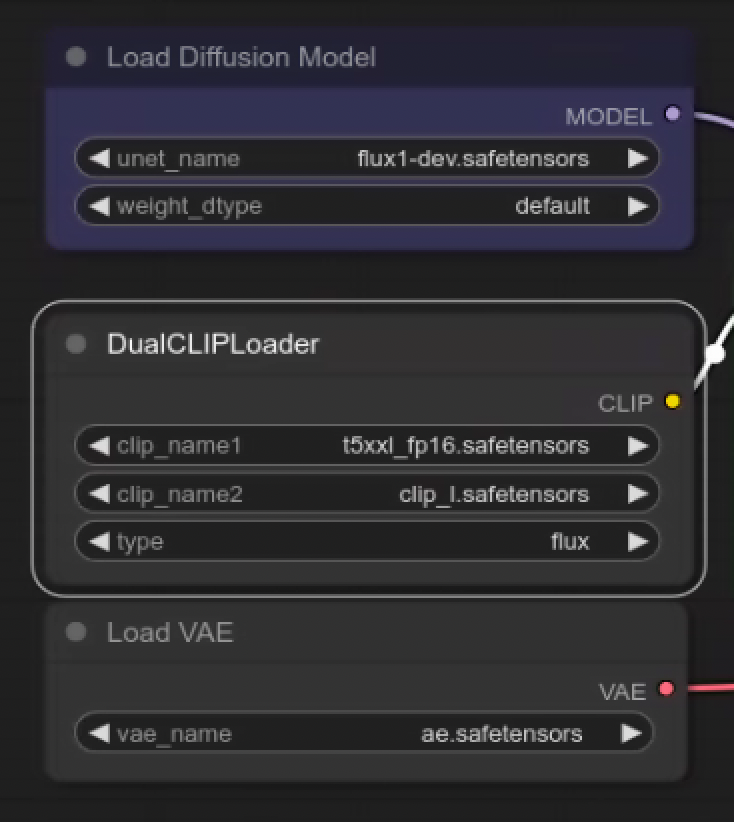 Load Diffusion Model
MODEL
unet_name flux1-dev.safetensors
weight_dtype default
DualCLIPLoader
CLIP
clip_name1 t5xxl_fp16.safetensors
clip_name2 clip_l.safetensors
type flux
Load VAE
VAE
vae_name ae.safetensors